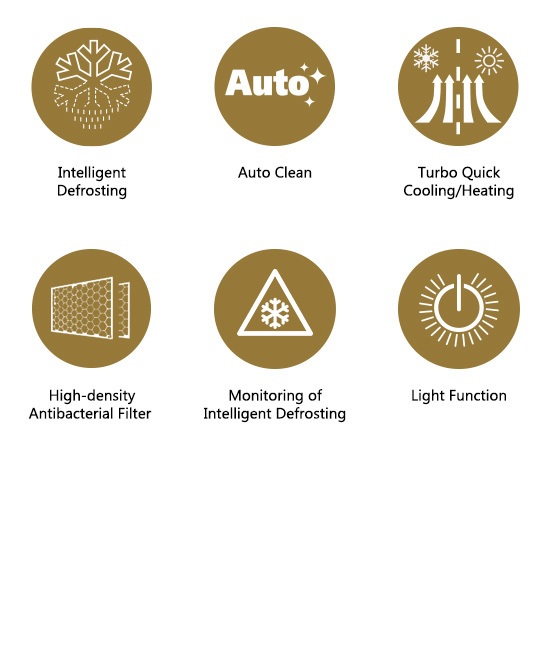 Auto
Intelligent
Defrosting
Auto Clean
Turbo Quick
Cooling/Heating
High-density
Antibacterial Filter
Monitoring of
Intelligent Defrosting
Light Function